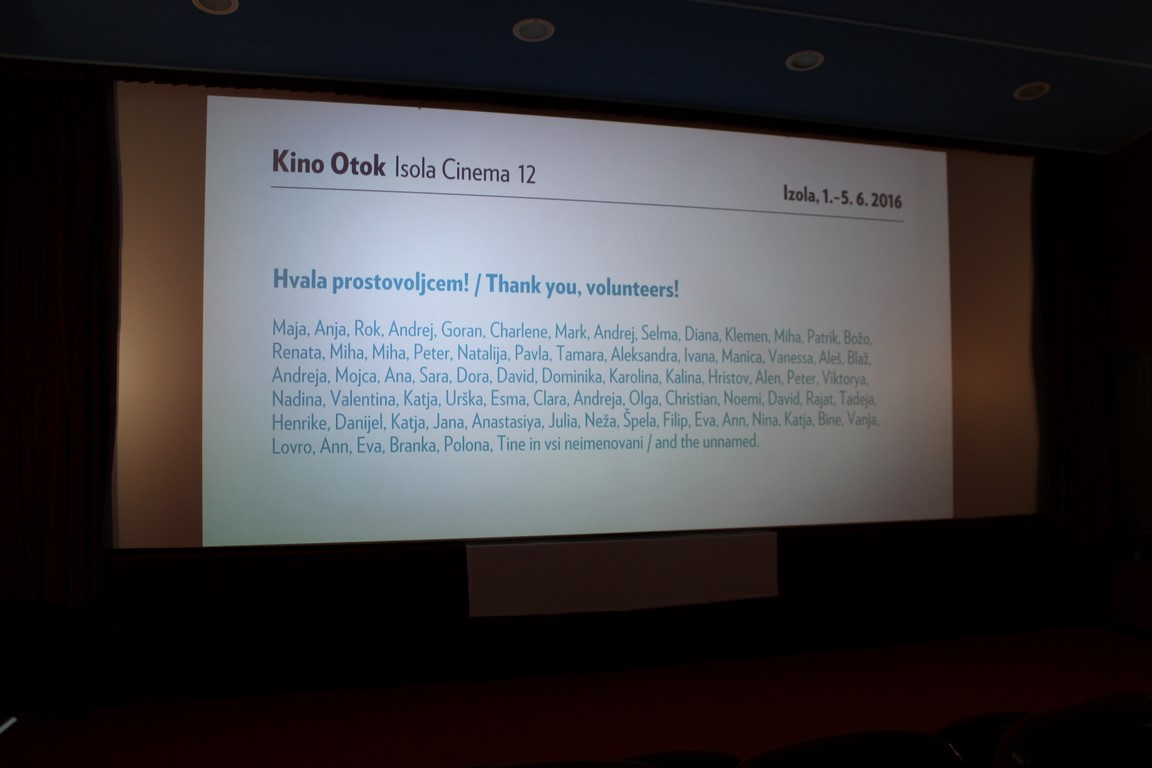 Kino Otok Isola Cinema 12
Izola, 1.-5. 6. 2016
Hvala prostovoljcem! / Thank you, volunteers!
Maja, Anja, Rok, Andrej, Goran, Charlene, Mark, Andrej, Selma, Diana, Klemen, Miha, Patrik, Božo,
Renata, Miha, Miha, Peter, Natalija, Pavla, Tamara, Aleksandra, Ivana, Manica, Vanessa, Aleš, Blaž,
Andreja, Mojca, Ana, Sara, Dora, David, Dominika, Karolina, Kalina, Hristov, Alen, Peter, Viktorya,
Nadina, Valentina, Katja, Urška, Esma, Clara, Andreja, Olga, Christian, Noemi, David, Rajat, Tadeja,
Henrike, Danijel, Katja, Jana, Anastasiya, Julia, Neža, Špela, Filip, Eva, Ann, Nina, Katja, Bine, Vanja,
Lovro, Ann, Eva, Branka, Polona, Tine in vsi neimenovani / and the unnamed.